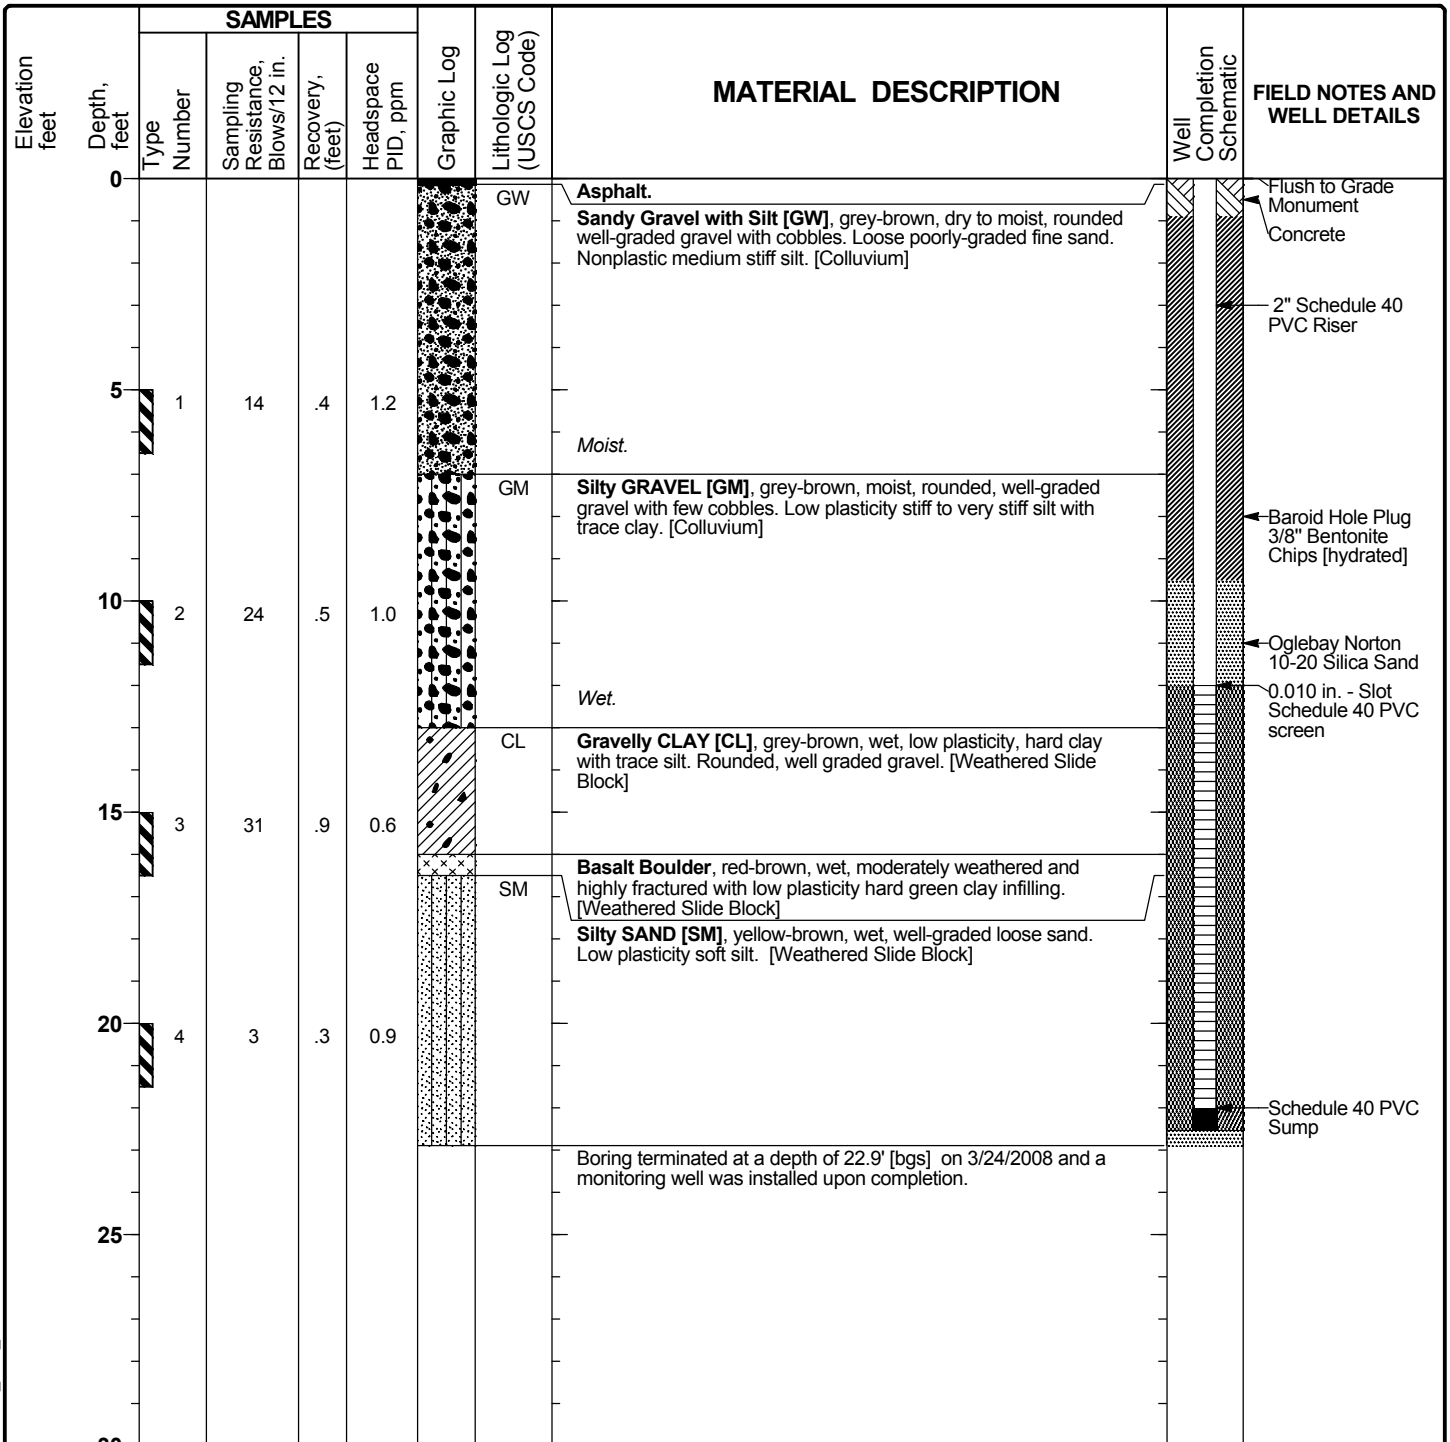 SAMPLES
Elevation
feet
Depth,
feet
Type
Number
Sampling
Resistance,
Blows/12 in.
Recovery,
(feet)
Headspace
PID, ppm
Graphic Log
Lithologic Log
(USCS Code)
MATERIAL DESCRIPTION
Well
Completion
Schematic
FIELD NOTES AND
WELL DETAILS
0
GW
Asphalt.
Sandy Gravel with Silt [GW], grey-brown, dry to moist, rounded
well-graded gravel with cobbles. Loose poorly-graded fine sand.
Nonplastic medium stiff silt. [Colluvium]
Flush to Grade
Monument
Concrete
2" Schedule 40
PVC Riser
5
1 14 .4 1.2
Moist.
GM
Silty GRAVEL [GM], grey-brown, moist, rounded, well-graded
gravel with few cobbles. Low plasticity stiff to very stiff silt with
trace clay. [Colluvium]
Baroid Hole Plug
3/8" Bentonite
Chips [hydrated]
10
2 24 .5 1.0
Oglebay Norton
10-20 Silica Sand
Wet.
0.010 in. - Slot
Schedule 40 PVC
screen
CL
Gravelly CLAY [CL], grey-brown, wet, low plasticity, hard clay
with trace silt. Rounded, well graded gravel. [Weathered Slide
Block]
15
3 31 .9 0.6
Basalt Boulder, red-brown, wet, moderately weathered and
highly fractured with low plasticity hard green clay infilling.
[Weathered Slide Block]
SM
Silty SAND [SM], yellow-brown, wet, well-graded loose sand.
Low plasticity soft silt. [Weathered Slide Block]
20
4 3 .3 0.9
Schedule 40 PVC
Sump
Boring terminated at a depth of 22.9' [bgs] on 3/24/2008 and a
monitoring well was installed upon completion.
25